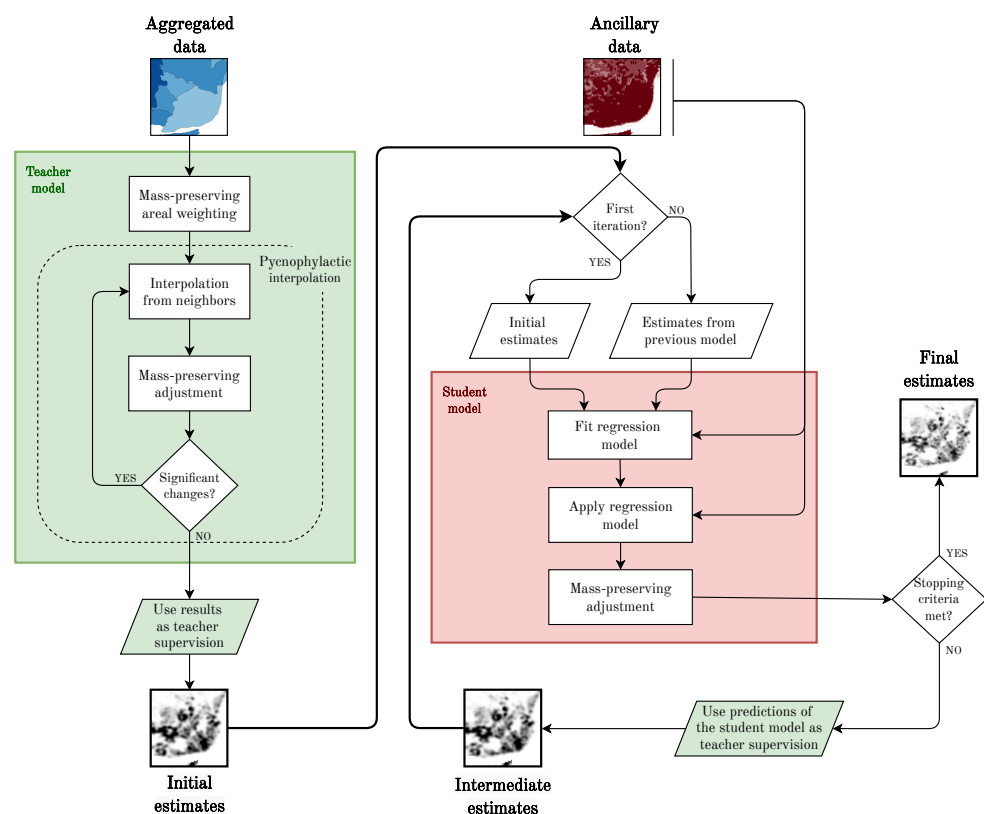 Aggregated
data
Teacher
model
Mass-preserving
areal weighting
Pycnophylactic
interpolation
Interpolation
from neighbors
Mass-preserving
adjustment
Significant
changes?
YES
NO
Use results
as teacher
supervision
Initial
estimates
Ancillary
data
First
iteration?
NO
YES
Initial
estimates
Estimates from
previous model
Student
model
Fit regression
model
Apply regression
model
Mass-preserving
adjustment
Final
estimates
YES
Stopping
criteria
met?
NO
Use predictions of
the student model as
teacher supervision
Intermediate
estimates